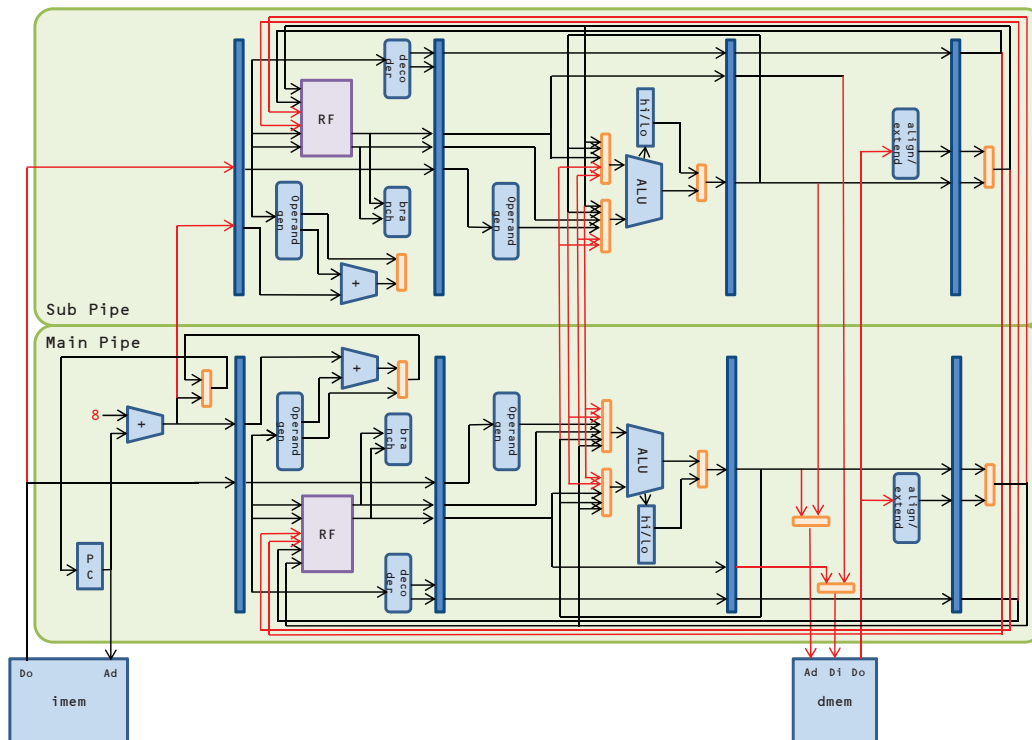 deco
der
RF
hi/lo
align/
extend
ALU
Operand
gen
bra
nch
Operand
gen
+
Sub Pipe
Main Pipe
+
8
+
Operand
gen
bra
nch
Operand
gen
ALU
RF
hi/lo
align/
extend
P
C
deco
der
Do
Ad
imem
Ad
Di
Do
dmem